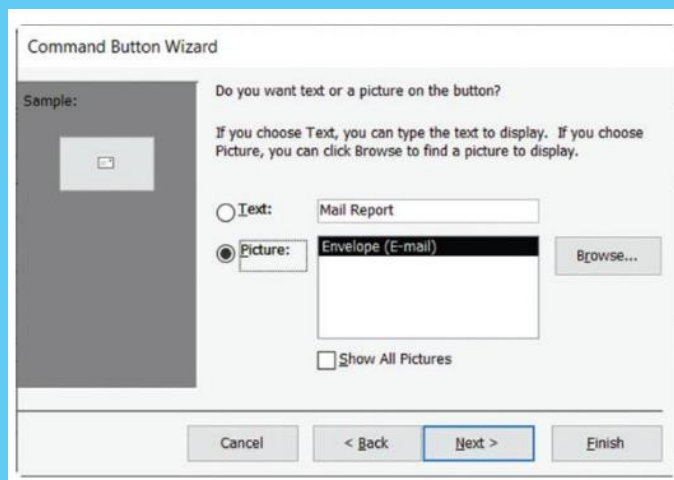 Command Button Wizard
Sample:
Do you want text or a picture on the button?
If you choose Text, you can type the text to display. If you choose
Picture, you can click Browse to find a picture to display.
Text: Mail Report
Picture: Envelope (E-mail) Browse...
Show All Pictures
Cancel < Back Next > Finish